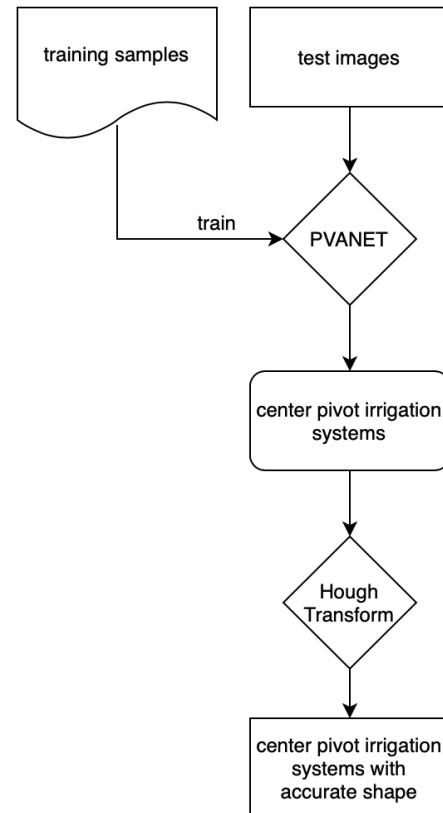 training samples
test images
train
PVANET
center pivot irrigation
systems
Hough
Transform
center pivot irrigation
systems with
accurate shape